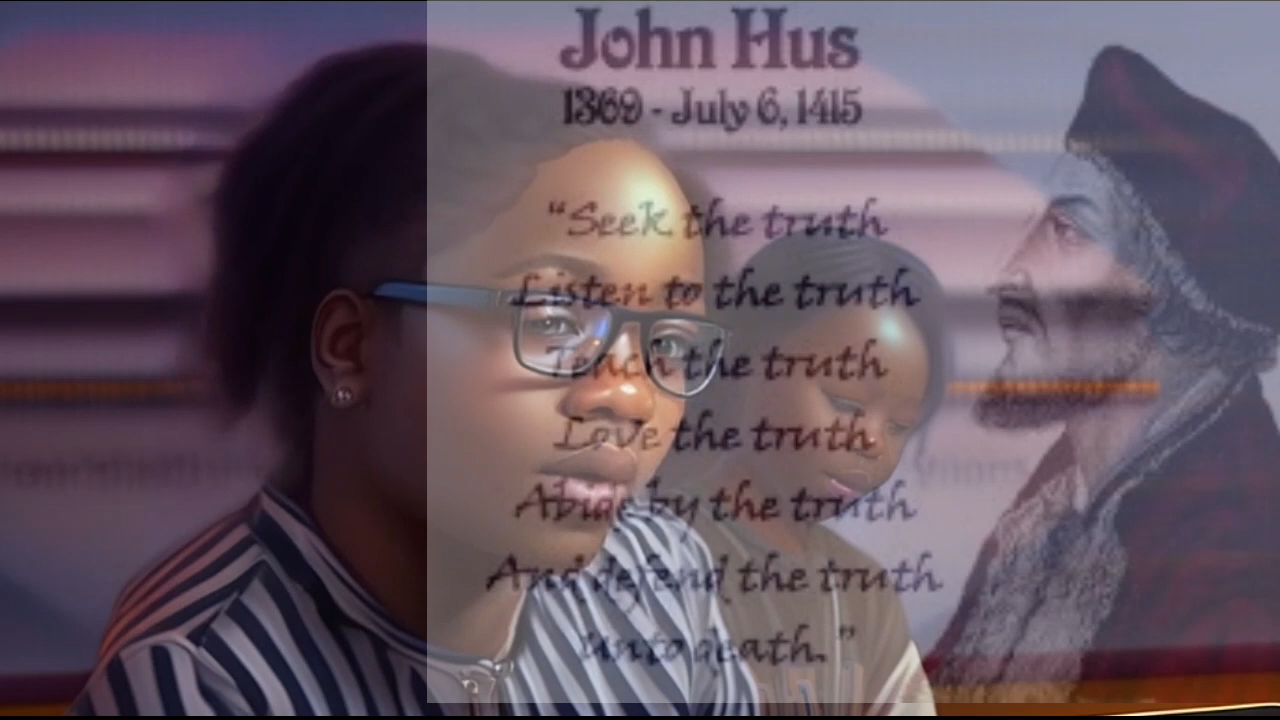 John Hus
1369 - July 6, 1415
“Seek the truth
Listen to the truth
Teach the truth
Love the truth
Abide by the truth
And defend the truth
unto death.”